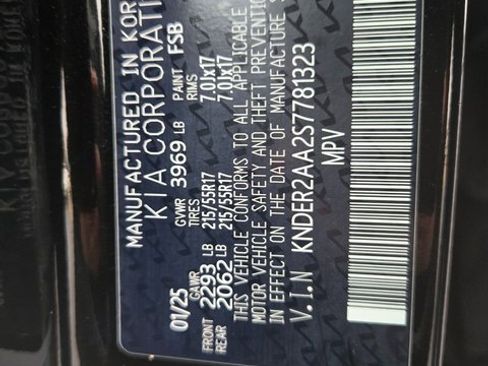 MANUFACTURED IN KOR
KIA CORPORATI
01/25 GVWR 3969 LB PAINT FSB
GAWR TIRES RIMS
FRONT 2293 LB 215/55R17 7.0Jx17
REAR 2062 LB 215/55R17 7.0Jx17
THIS VEHICLE CONFORMS TO ALL APPLICABLE
MOTOR VEHICLE SAFETY AND THEFT PREVENTI
IN EFFECT ON THE DATE OF MANUFACTURE S
V.I.N KNDER2AA2S7781323
MPV